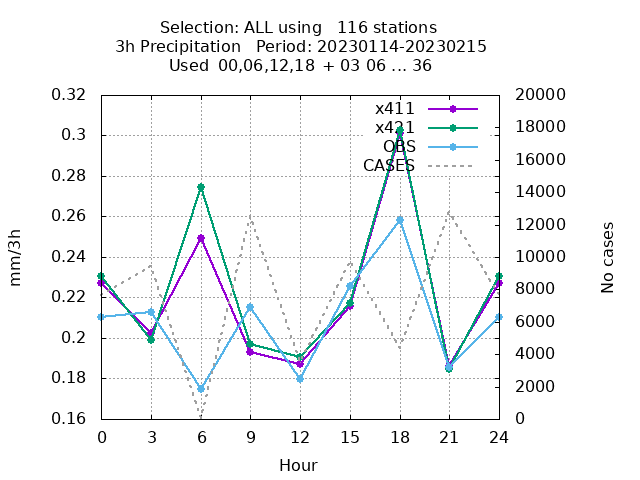 Selection: ALL using   116 stations
3h Precipitation   Period: 20230114-20230215
Used  00,06,12,18 + 03 06 ... 36
0.32
0.3
0.28
0.26
0.24
0.22
0.2
0.18
0.16
mm/3h
x411
x421
OBS
CASES
20000
18000
16000
14000
12000
10000
8000
6000
4000
2000
0
No cases
0 3 6 9 12 15 18 21 24
Hour